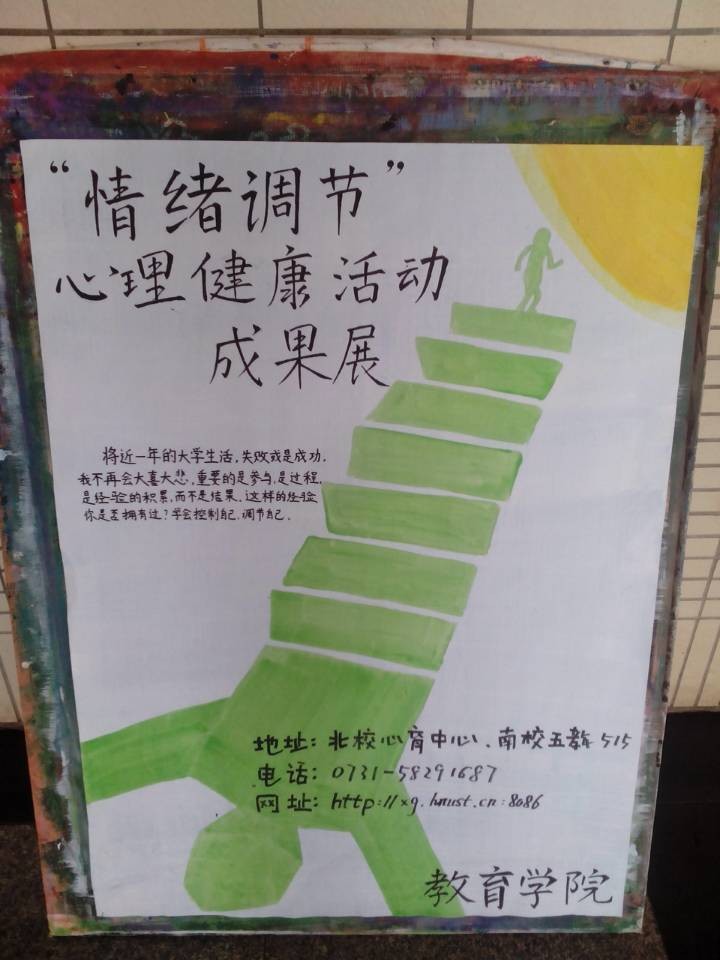 “情绪调节”
心理健康活动
成果展
将近一年的大学生活,失败或是成功,
我不再会大喜大悲,重要的是参与,是过程,
是经验的积累,而不是结果,这样的经验
你是否拥有过?学会控制自己,调节自己.
地址:北校心育中心、南校五教515
电话:0731-58291687
网址:http://xg.hnust.cn:8086
教育学院